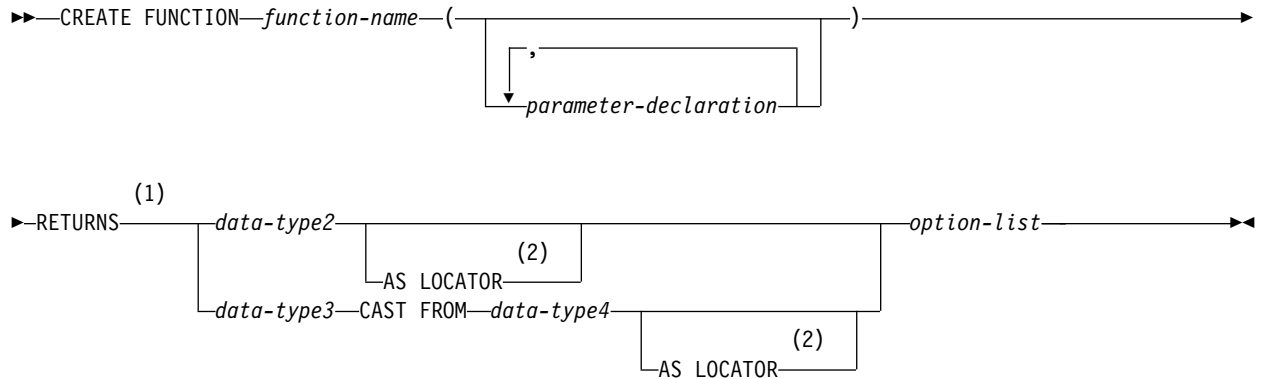 CREATE FUNCTION function-name ( )
,
parameter-declaration
(1)
RETURNS data-type2 option-list
(2)
AS LOCATOR
data-type3 CAST FROM data-type4
(2)
AS LOCATOR